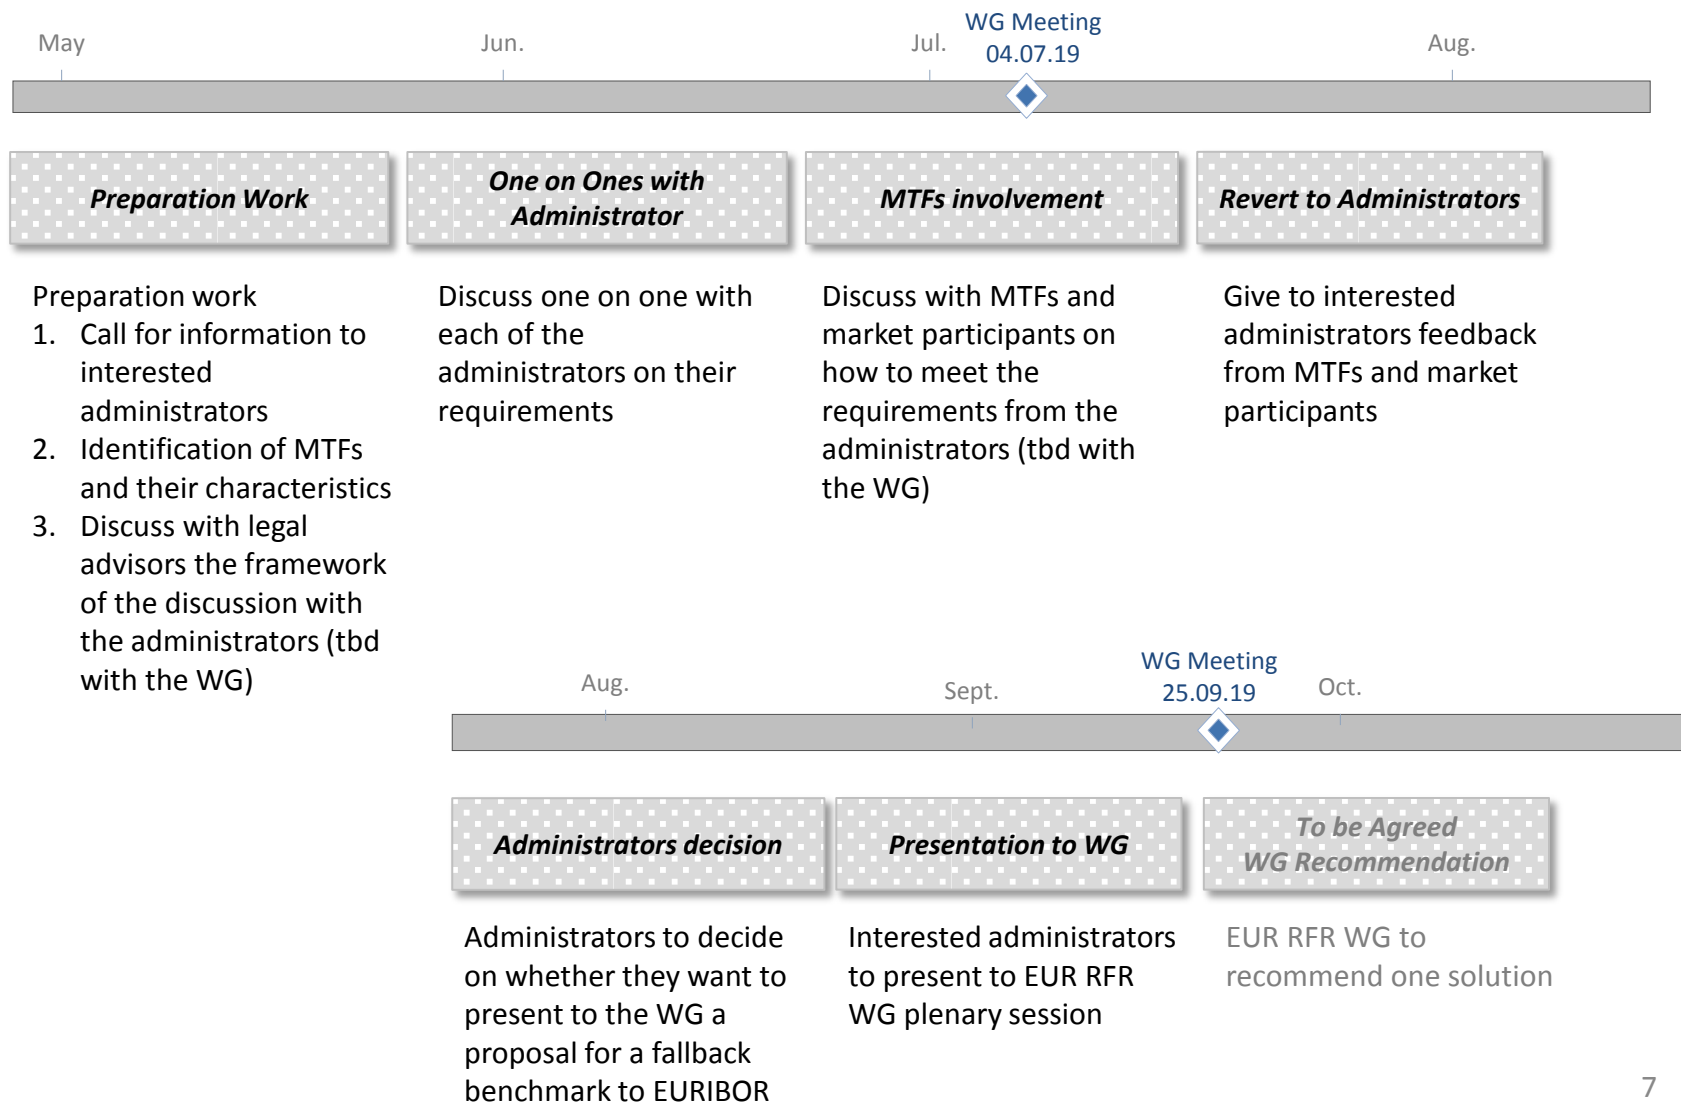 May
Jun.
Jul.
WG Meeting
04.07.19
Aug.
Preparation Work
One on Ones with
Administrator
MTFs involvement
Revert to Administrators
Preparation work
1. Call for information to
interested
administrators
2. Identification of MTFs
and their characteristics
3. Discuss with legal
advisors the framework
of the discussion with
the administrators (tbd
with the WG)
Discuss one on one with
each of the
administrators on their
requirements
Discuss with MTFs and
market participants on
how to meet the
requirements from the
administrators (tbd with
the WG)
Give to interested
administrators feedback
from MTFs and market
participants
Aug.
Sept.
WG Meeting
25.09.19
Oct.
Administrators decision
Presentation to WG
To be Agreed
WG Recommendation
Administrators to decide
on whether they want to
present to the WG a
proposal for a fallback
benchmark to EURIBOR
Interested administrators
to present to EUR RFR
WG plenary session
EUR RFR WG to
recommend one solution
7